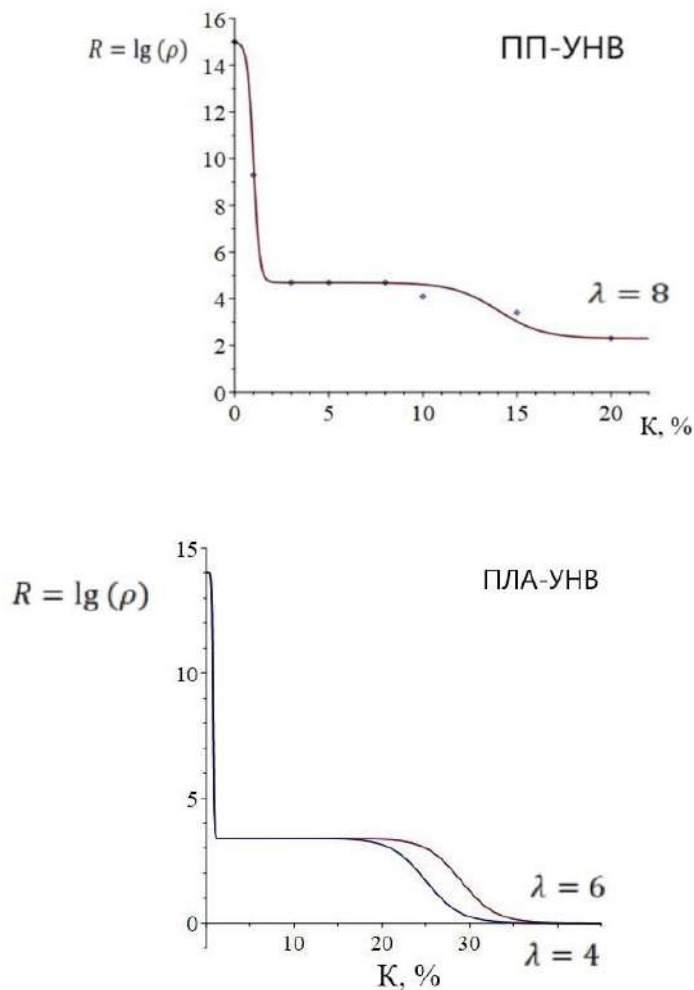 R = lg (ρ)
ПП-УНВ
16
14
12
10
8
6
4
2
0
λ = 8
0 5 10 15 20
К, %
15
ПЛА-УНВ
R = lg (ρ)
10
5
λ = 6
0
10 20 30
λ = 4
К, %